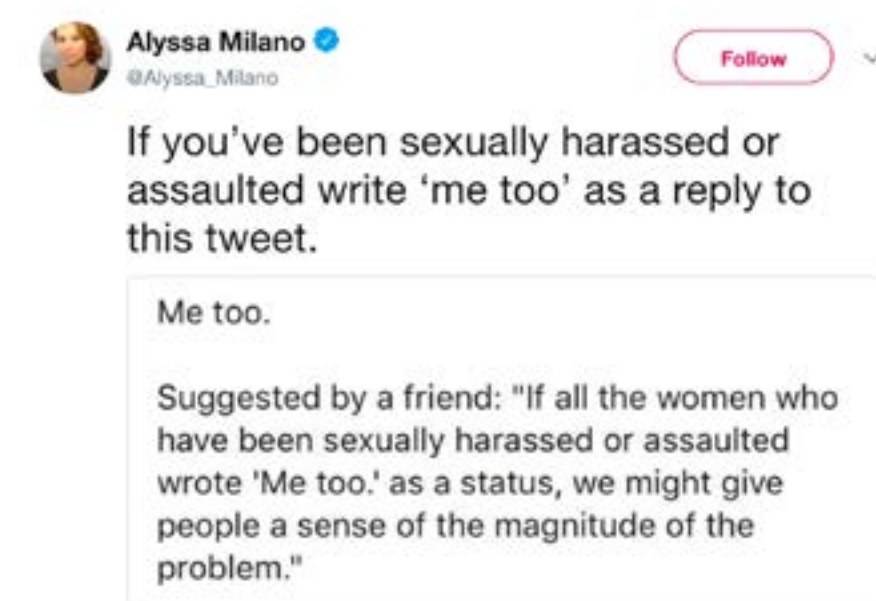 Alyssa Milano
@Alyssa_Milano
Follow
If you’ve been sexually harassed or
assaulted write ‘me too’ as a reply to
this tweet.
Me too.
Suggested by a friend: "If all the women who
have been sexually harassed or assaulted
wrote 'Me too.' as a status, we might give
people a sense of the magnitude of the
problem."